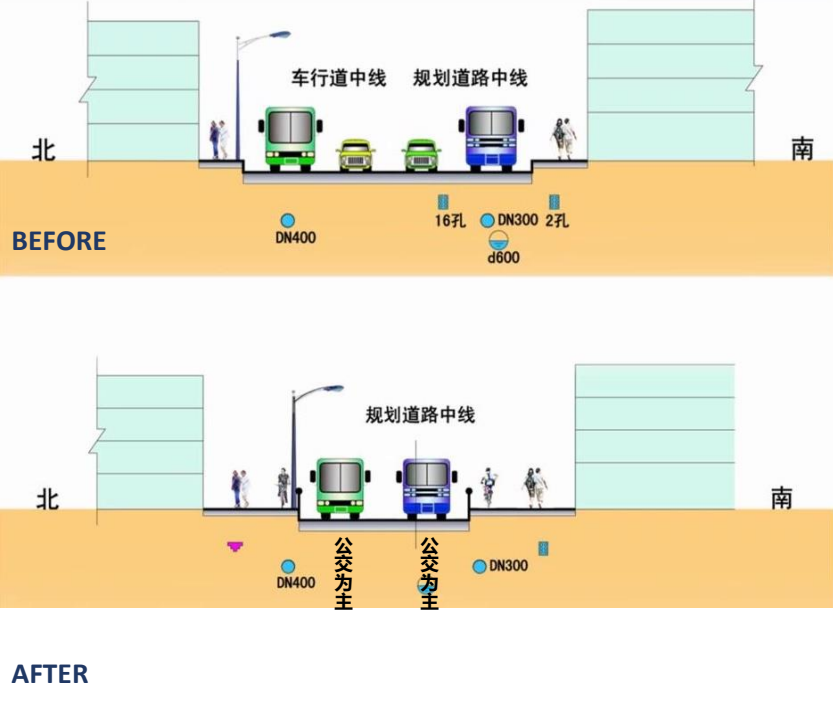 车行道中线 规划道路中线
北 南
16孔 DN300 2孔
DN400
BEFORE
d600
规划道路中线
北 南
公交为主 公交为主
DN400 DN300
AFTER